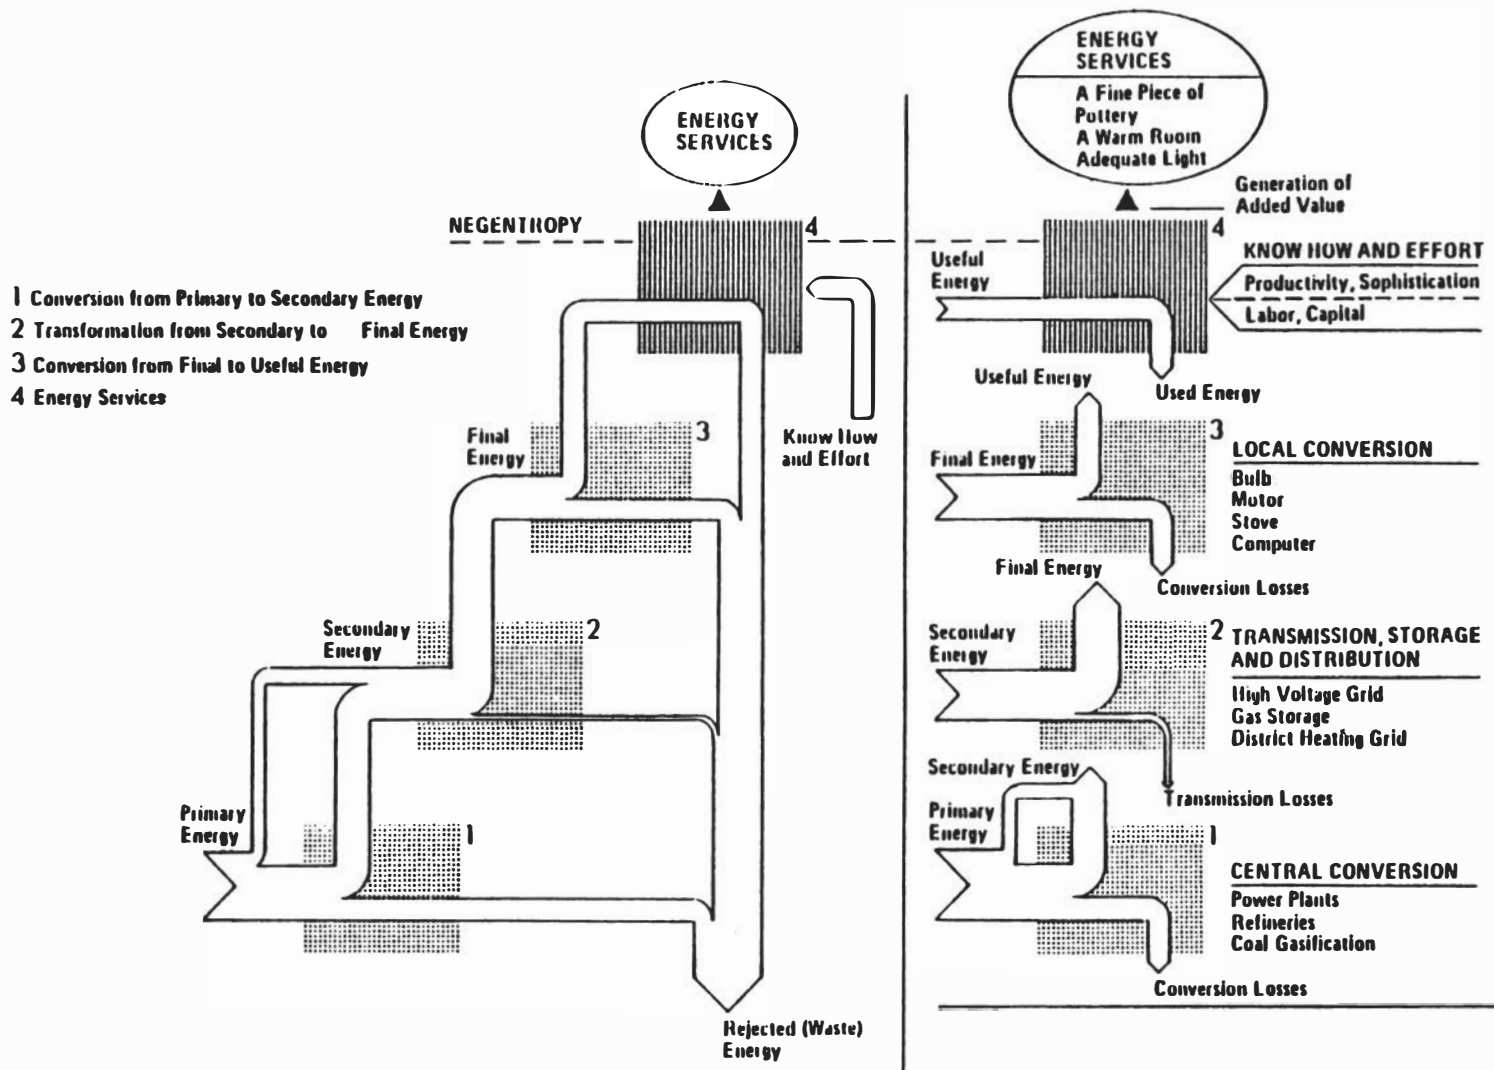 ENERGY
SERVICES
NEGENTROPY
4
1 Conversion from Primary to Secondary Energy
2 Transformation from Secondary to Final Energy
3 Conversion from Final to Useful Energy
4 Energy Services
Final
Energy
3
Know How
and Effort
Secondary
Energy
2
Primary
Energy
1
Rejected (Waste)
Energy
ENERGY
SERVICES
A Fine Piece of
Pottery
A Warm Room
Adequate Light
Generation of
Added Value
4
Useful
Energy
KNOW HOW AND EFFORT
Productivity, Sophistication
Labor, Capital
Useful Energy
Used Energy
3
Final Energy
LOCAL CONVERSION
Bulb
Motor
Stove
Computer
Final Energy
Conversion Losses
2
Secondary
Energy
TRANSMISSION, STORAGE
AND DISTRIBUTION
High Voltage Grid
Gas Storage
District Heating Grid
Secondary Energy
Transmission Losses
Primary
Energy
1
CENTRAL CONVERSION
Power Plants
Refineries
Coal Gasification
Conversion Losses